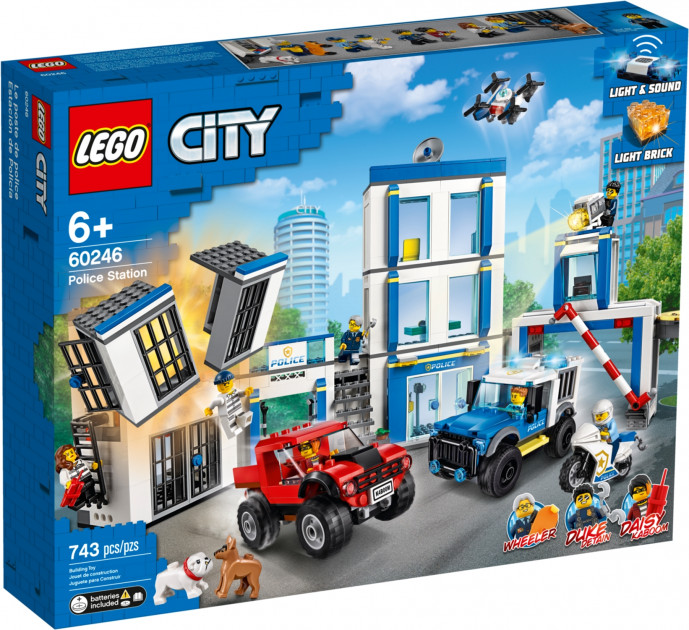 LEGO
CITY
6+
60246
Police Station
743 pcs/pzs
Building Toy
Jouet de construction
Juguete para Construir
batteries
included
LEGO
CITY
60246
Le poste de police
Estación de Policía
LIGHT & SOUND
LIGHT BRICK
CITY
POLICE
POLICE
POLICE
WHEELER
DUKE
DETAIN
DAISY
KABOOM